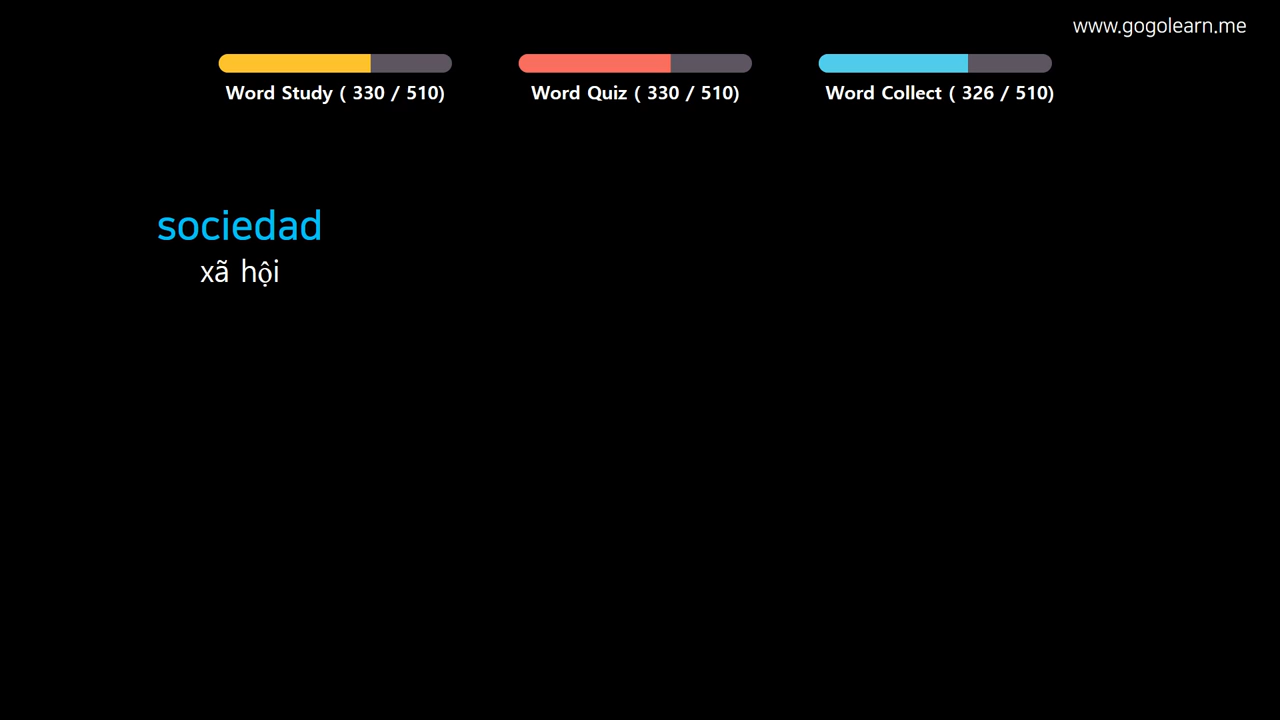 www.gogolearn.me
Word Study ( 330 / 510)
Word Quiz ( 330 / 510)
Word Collect ( 326 / 510)
sociedad
xã hội